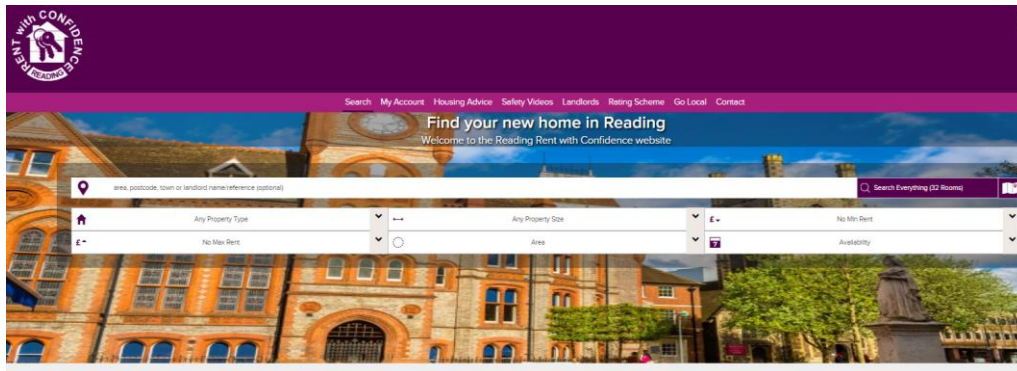 RENT with CONFIDENCE
READING
Search My Account Housing Advice Safety Videos Landlords Rating Scheme Go Local Contact
Find your new home in Reading
Welcome to the Reading Rent with Confidence website
area, postcode, town or landlord name/reference (optional) Search Everything (32 Rooms)
Any Property Type Any Property Size £ No Min Rent
£ No Max Rent Area 7 Availability